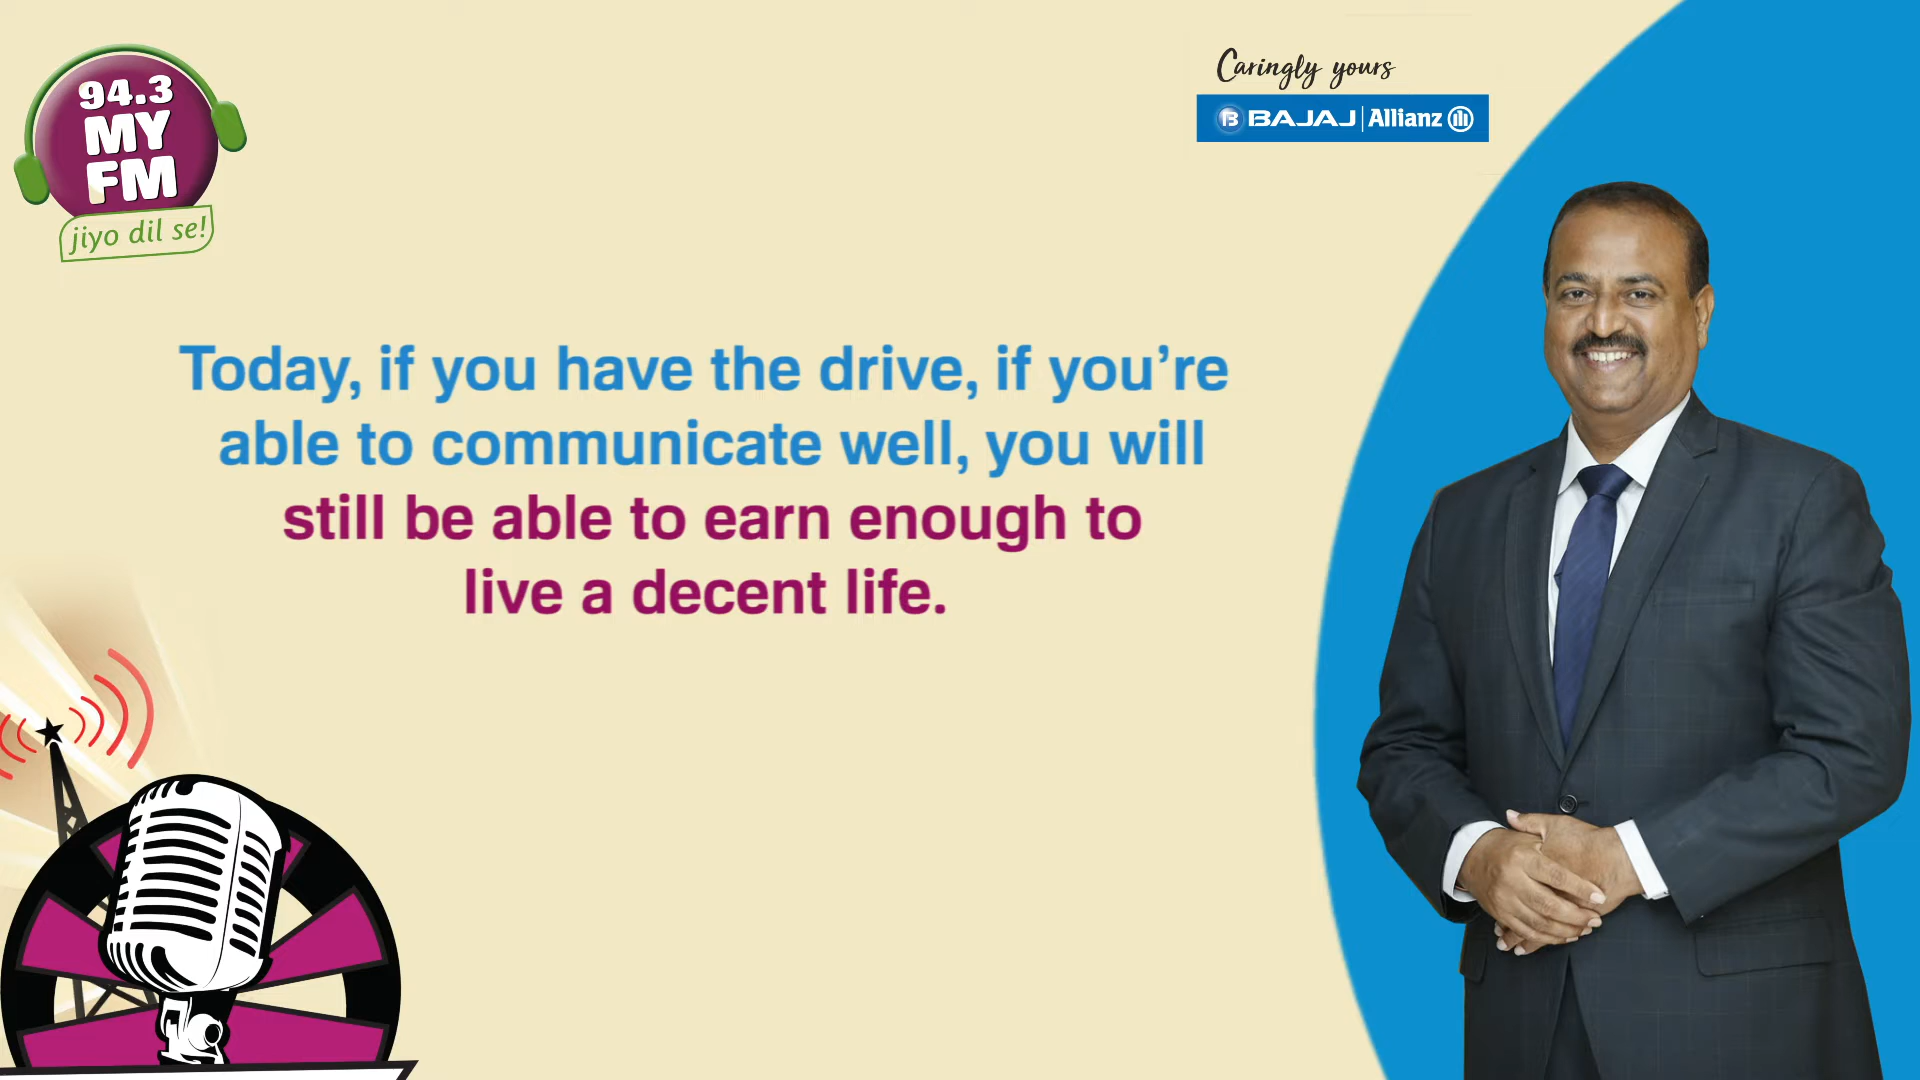 94.3
MY
FM
jiyo dil se!
Caringly yours
BAJAJ | Allianz
Today, if you have the drive, if you’re
able to communicate well, you will
still be able to earn enough to
live a decent life.